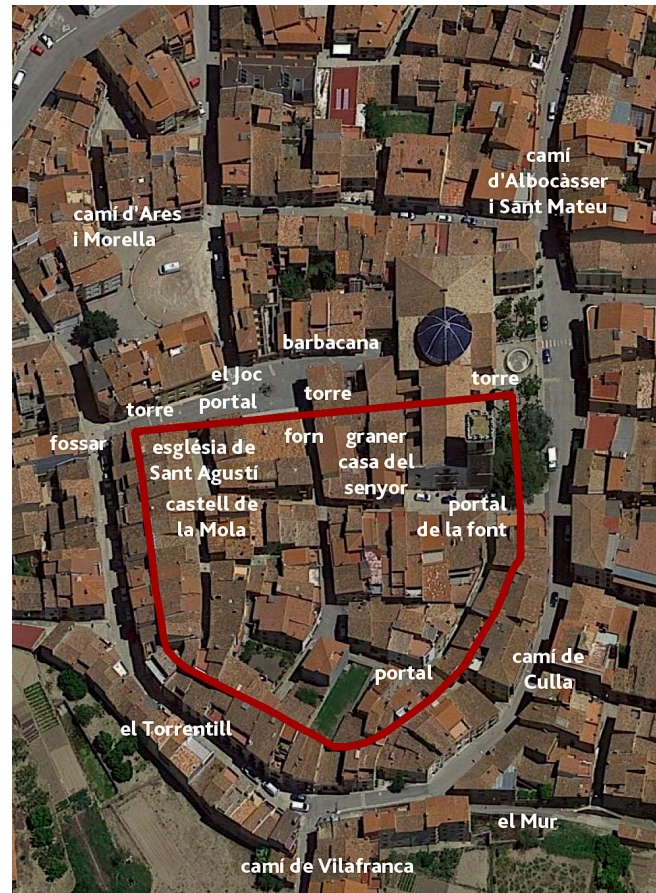 camí
d'Albocàsser
i Sant Mateu
camí d'Ares
i Morella
barbacana
el Joc
portal
torre
torre
torre
fossar
església de
Sant Agustí
forn
graner
casa del
senyor
castell de
la Mola
portal
de la font
portal
camí de
Culla
el Torrentill
el Mur
camí de Vilafranca